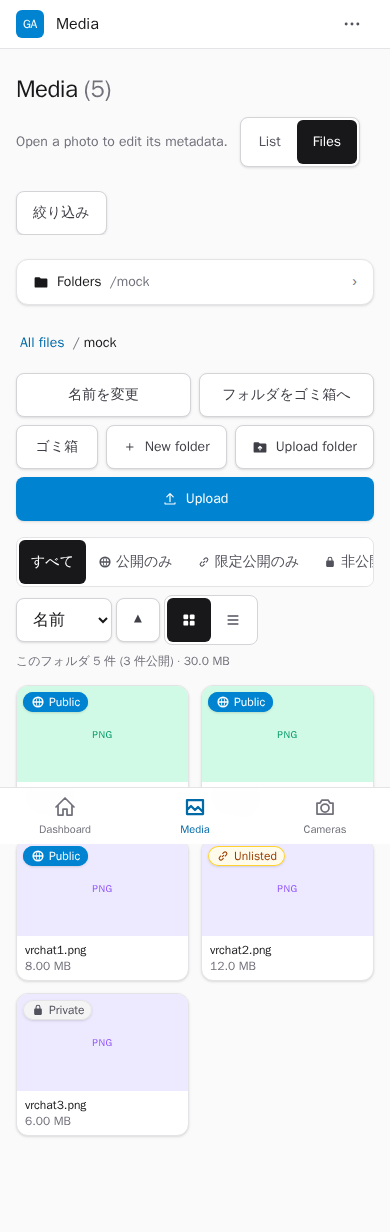 GA Media ...
Media (5)
Open a photo to edit its metadata. List Files
絞り込み
Folders /mock ›
All files / mock
名前を変更 フォルダをゴミ箱へ
ゴミ箱 + New folder Upload folder
Upload
すべて 公開のみ 限定公開のみ 非公開
名前 ▲
このフォルダ 5 件 (3 件公開) · 30.0 MB
Public Public
PNG PNG
Dashboard Media Cameras
Public Unlisted
PNG PNG
vrchat1.png vrchat2.png
8.00 MB 12.0 MB
Private
PNG
vrchat3.png
6.00 MB